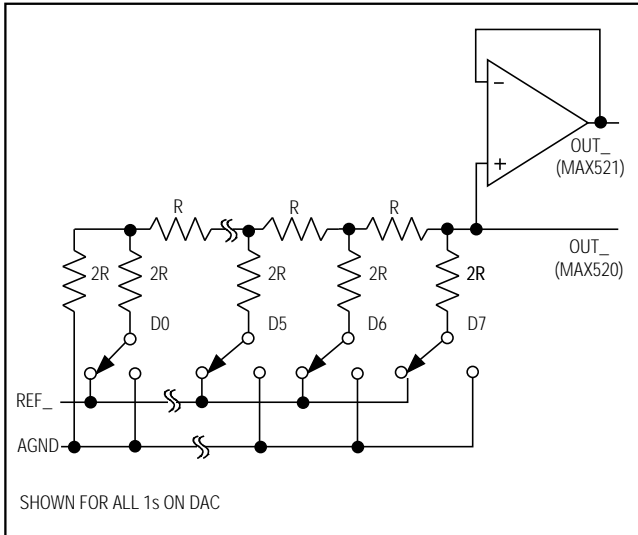 −
+
OUT_
(MAX521)
R R R
OUT_
(MAX520)
2R 2R 2R 2R 2R
D0 D5 D6 D7
REF_
AGND
SHOWN FOR ALL 1s ON DAC